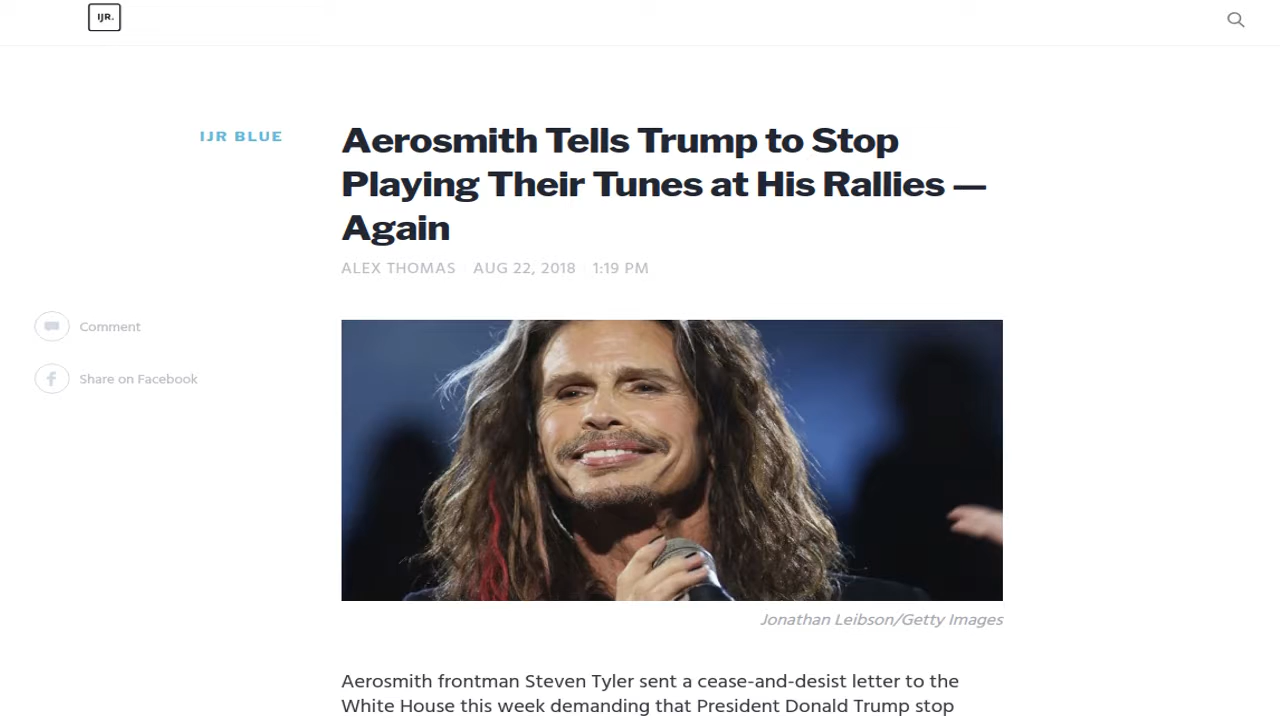 IJR.
IJR BLUE
Aerosmith Tells Trump to Stop
Playing Their Tunes at His Rallies —
Again
ALEX THOMAS AUG 22, 2018 1:19 PM
Comment
Share on Facebook
Jonathan Leibson/Getty Images
Aerosmith frontman Steven Tyler sent a cease-and-desist letter to the
White House this week demanding that President Donald Trump stop